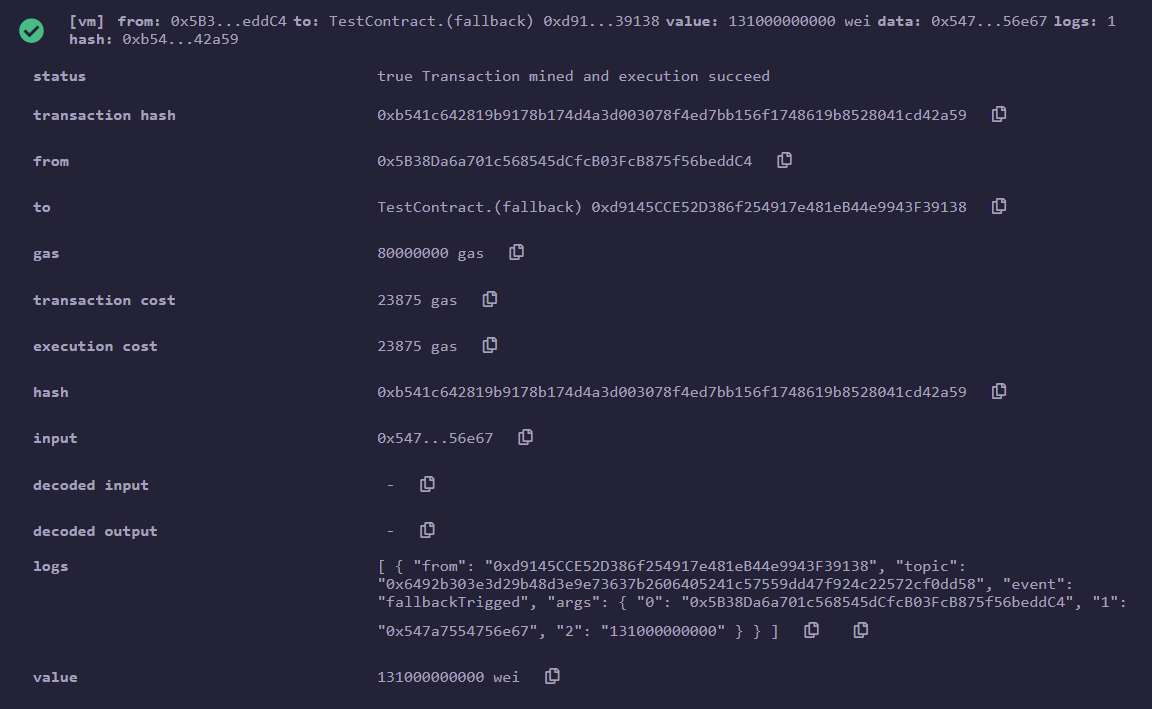 [vm] from: 0x5B3...eddC4 to: TestContract.(fallback) 0xd91...39138 value: 131000000000 wei data: 0x547...56e67 logs: 1
hash: 0xb54...42a59
status true Transaction mined and execution succeed
transaction hash 0xb541c642819b9178b174d4a3d003078f4ed7bb156f1748619b8528041cd42a59
from 0x5B38Da6a701c568545dCfcB03FcB875f56beddC4
to TestContract.(fallback) 0xd9145CCE52D386f254917e481eB44e9943F39138
gas 80000000 gas
transaction cost 23875 gas
execution cost 23875 gas
hash 0xb541c642819b9178b174d4a3d003078f4ed7bb156f1748619b8528041cd42a59
input 0x547...56e67
decoded input -
decoded output -
logs [ { "from": "0xd9145CCE52D386f254917e481eB44e9943F39138", "topic":
"0x6492b303e3d29b48d3e9e73637b2606405241c57559dd47f924c22572cf0dd58", "event":
"fallbackTrigged", "args": { "0": "0x5B38Da6a701c568545dCfcB03FcB875f56beddC4", "1":
"0x547a7554756e67", "2": "131000000000" } } ]
value 131000000000 wei